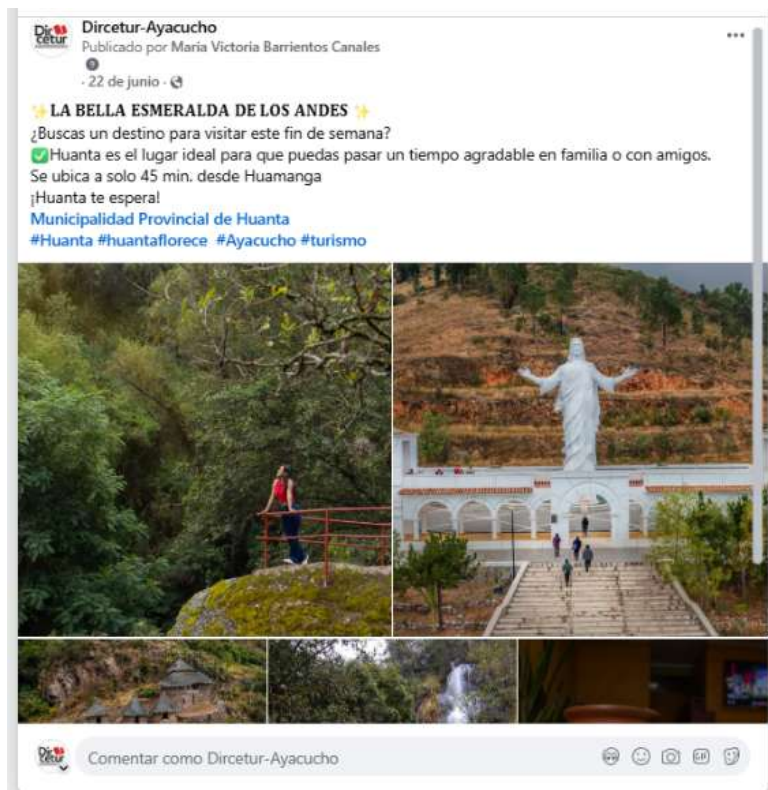 Dircetur-Ayacucho
Publicado por Maria Victoria Barrientos Canales
· 22 de junio ·
✨ LA BELLA ESMERALDA DE LOS ANDES ✨
¿Buscas un destino para visitar este fin de semana?
✅Huanta es el lugar ideal para que puedas pasar un tiempo agradable en familia o con amigos.
Se ubica a solo 45 min. desde Huamanga
¡Huanta te espera!
Municipalidad Provincial de Huanta
#Huanta #huantaflorece #Ayacucho #turismo
Comentar como Dircetur-Ayacucho